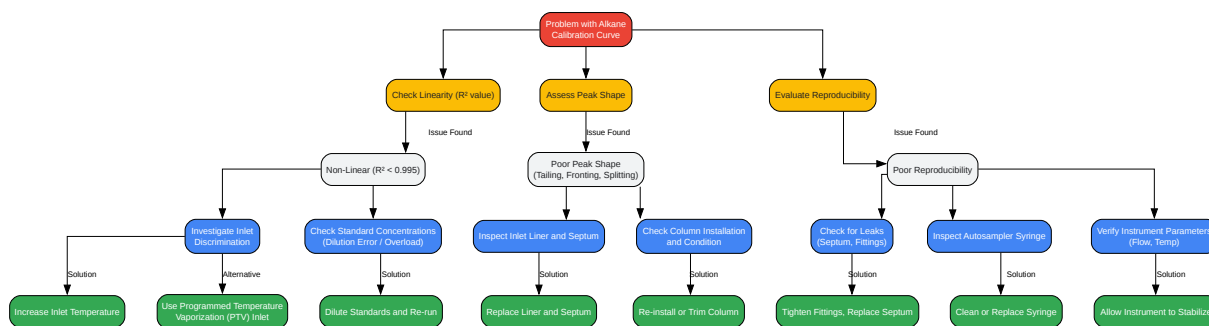 Problem with Alkane
Calibration Curve
Check Linearity (R² value)
Assess Peak Shape
Evaluate Reproducibility
Issue Found
Issue Found
Issue Found
Non-Linear (R² < 0.995)
Poor Peak Shape
(Tailing, Fronting, Splitting)
Poor Reproducibility
Investigate Inlet
Discrimination
Check Standard Concentrations
(Dilution Error / Overload)
Inspect Inlet Liner and Septum
Check Column Installation
and Condition
Check for Leaks
(Septum, Fittings)
Inspect Autosampler Syringe
Verify Instrument Parameters
(Flow, Temp)
Solution
Alternative
Solution
Solution
Solution
Solution
Solution
Solution
Increase Inlet Temperature
Use Programmed Temperature
Vaporization (PTV) Inlet
Dilute Standards and Re-run
Replace Liner and Septum
Re-install or Trim Column
Tighten Fittings, Replace Septum
Clean or Replace Syringe
Allow Instrument to Stabilize